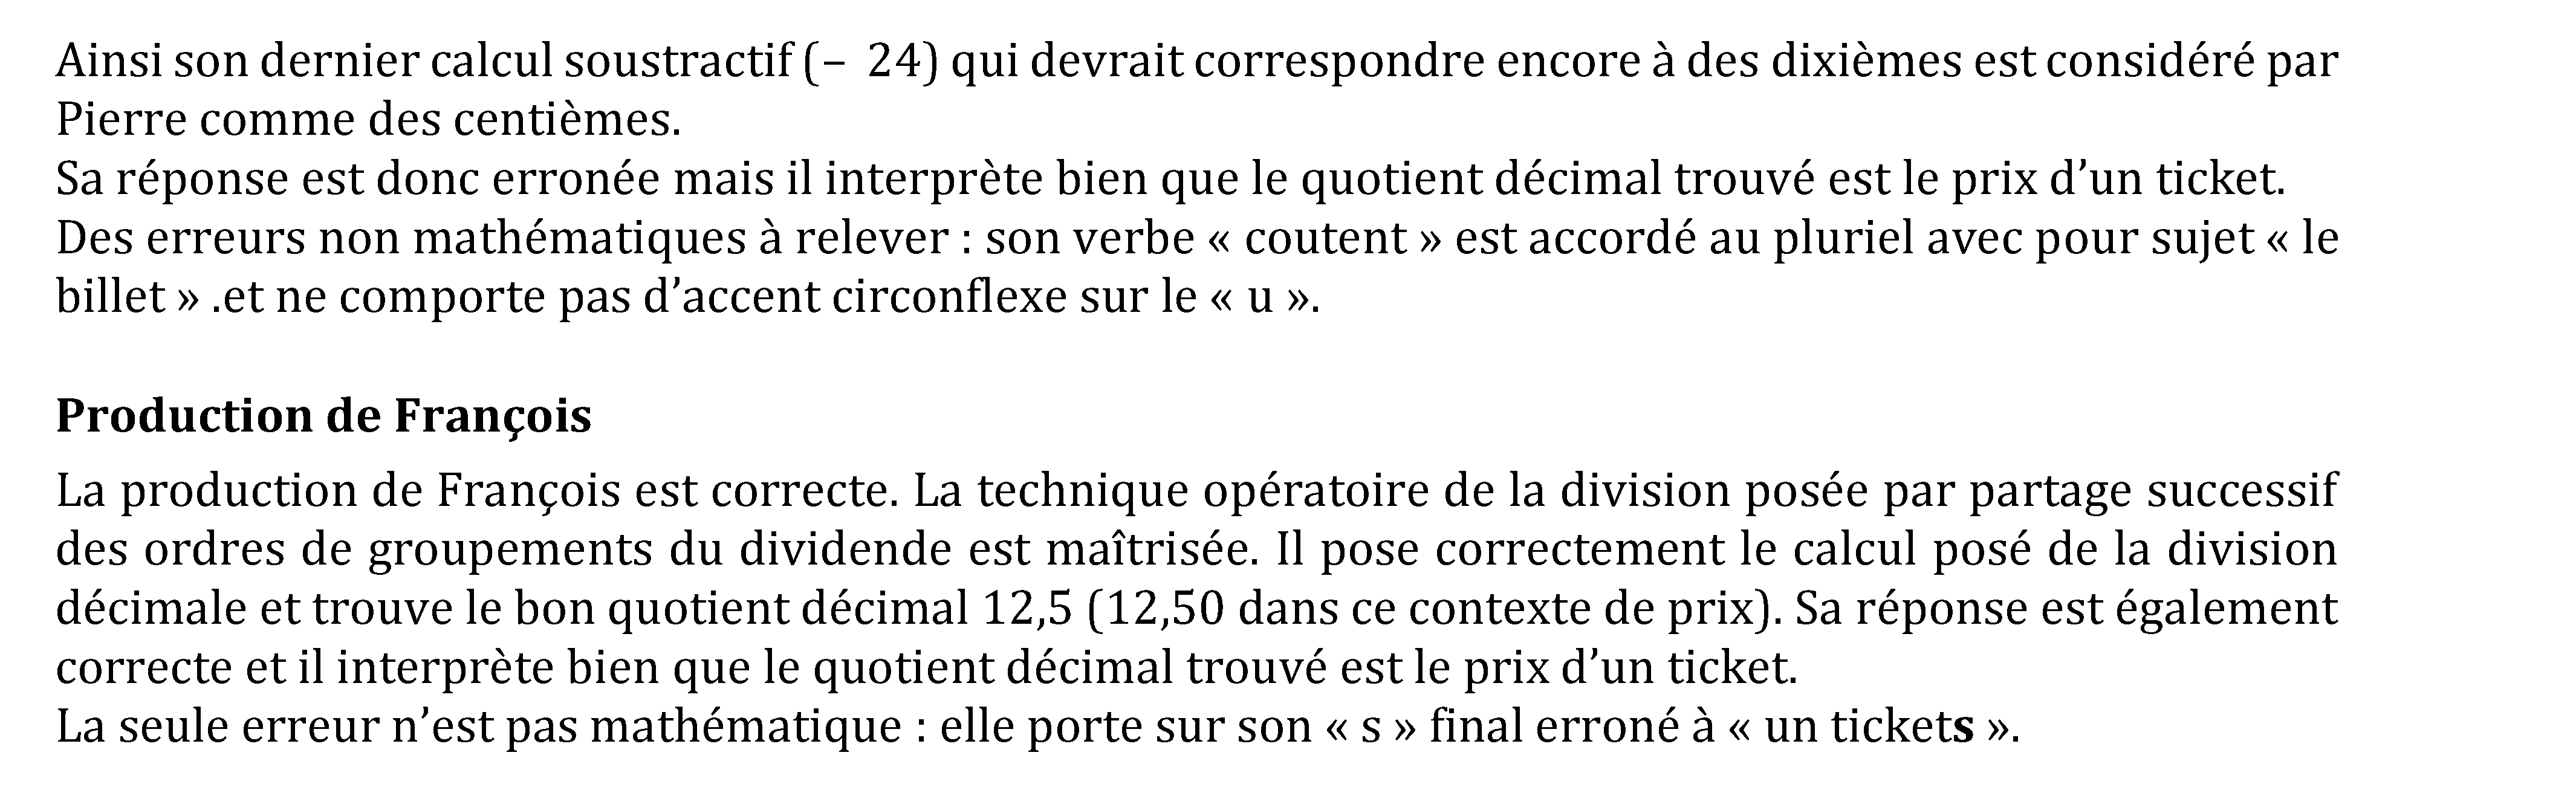 Ainsi son dernier calcul soustractif (– 24) qui devrait correspondre encore à des dixièmes est considéré par
Pierre comme des centièmes.
Sa réponse est donc erronée mais il interprète bien que le quotient décimal trouvé est le prix d’un ticket.
Des erreurs non mathématiques à relever : son verbe « coutent » est accordé au pluriel avec pour sujet « le
billet » .et ne comporte pas d’accent circonflexe sur le « u ».
Production de François
La production de François est correcte. La technique opératoire de la division posée par partage successif
des ordres de groupements du dividende est maîtrisée. Il pose correctement le calcul posé de la division
décimale et trouve le bon quotient décimal 12,5 (12,50 dans ce contexte de prix). Sa réponse est également
correcte et il interprète bien que le quotient décimal trouvé est le prix d’un ticket.
La seule erreur n’est pas mathématique : elle porte sur son « s » final erroné à « un tickets ».